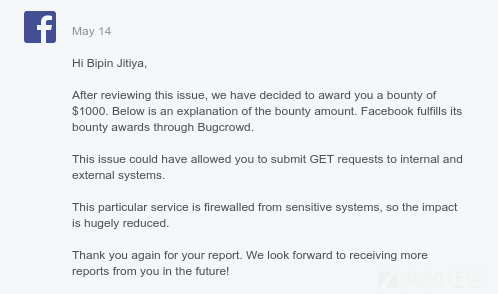 May 14
Hi Bipin Jitiya,
After reviewing this issue, we have decided to award you a bounty of
$1000. Below is an explanation of the bounty amount. Facebook fulfills its
bounty awards through Bugcrowd.
This issue could have allowed you to submit GET requests to internal and
external systems.
This particular service is firewalled from sensitive systems, so the impact
is hugely reduced.
Thank you again for your report. We look forward to receiving more
reports from you in the future!
先知社区